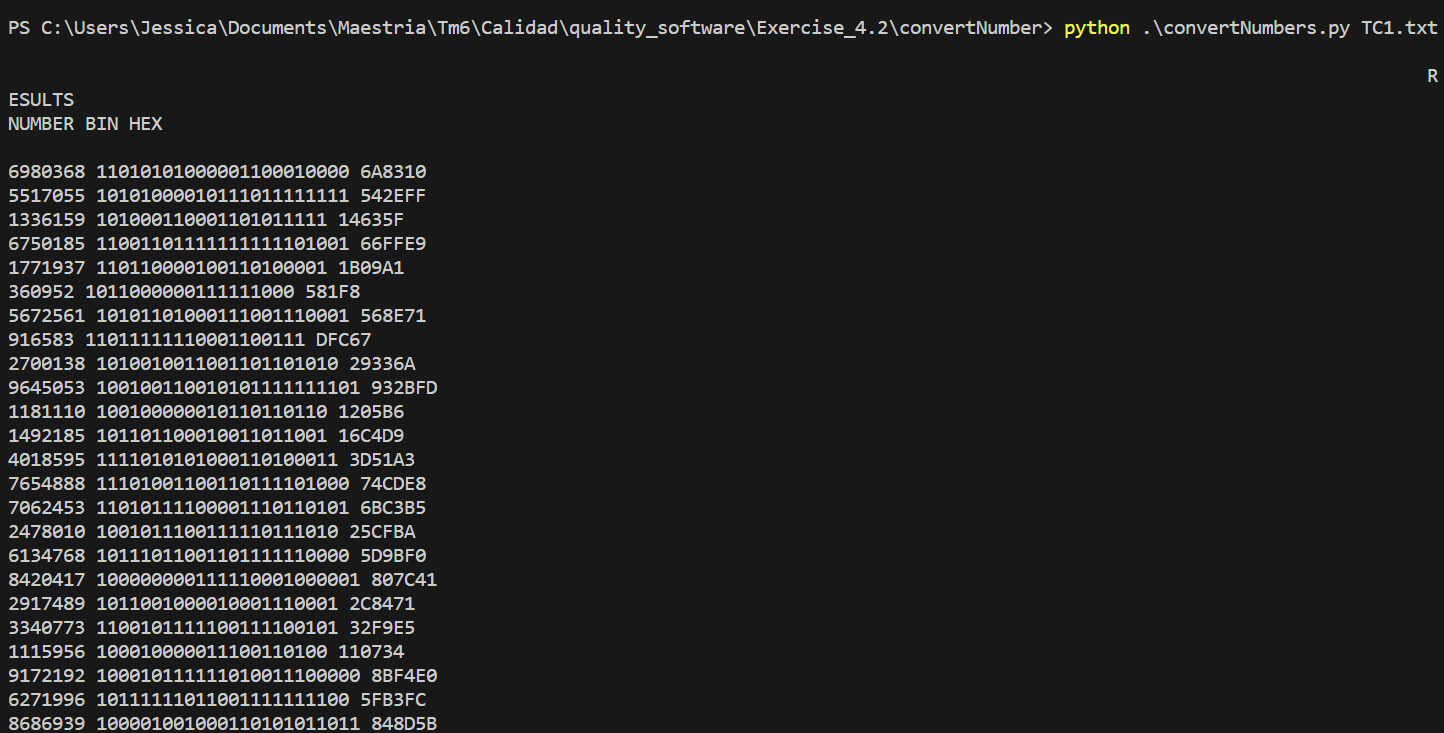 PS C:\Users\Jessica\Documents\Maestria\Tm6\Calidad\quality_software\Exercise_4.2\convertNumber> python .\convertNumbers.py TC1.txt
R
ESULTS
NUMBER BIN HEX
6980368 11010101000001100010000 6A8310
5517055 10101000010111011111111 542EFF
1336159 101000110001101011111 14635F
6750185 11001101111111111101001 66FFE9
1771937 110110000100110100001 1B09A1
360952 1011000000111111000 581F8
5672561 10101101000111001110001 568E71
916583 11011111110001100111 DFC67
2700138 1010010011001101101010 29336A
9645053 100100110010101111111101 932BFD
1181110 100100000010110110110 1205B6
1492185 101101100010011011001 16C4D9
4018595 1111010101000110100011 3D51A3
7654888 11101001100110111101000 74CDE8
7062453 11010111100001110110101 6BC3B5
2478010 1001011100111110111010 25CFBA
6134768 10111011001101111110000 5D9BF0
8420417 100000000111110001000001 807C41
2917489 1011001000010001110001 2C8471
3340773 1100101111100111100101 32F9E5
1115956 100010000011100110100 110734
9172192 100010111111010011100000 8BF4E0
6271996 10111111011001111111100 5FB3FC
8686939 100001001000110101011011 848D5B